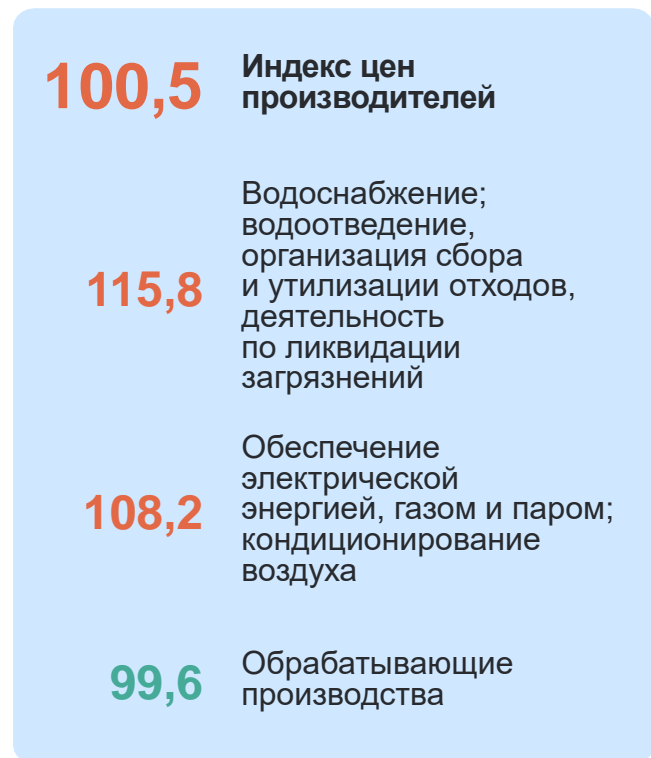 100,5
Индекс цен
производителей
115,8
Водоснабжение;
водоотведение,
организация сбора
и утилизации отходов,
деятельность
по ликвидации
загрязнений
108,2
Обеспечение
электрической
энергией, газом и паром;
кондиционирование
воздуха
99,6
Обрабатывающие
производства